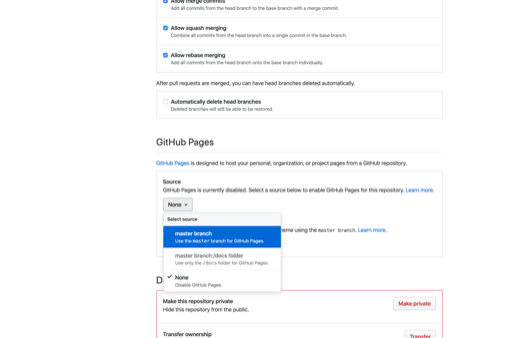 Allow merge commits
Add all commits from the head branch to the base branch with a merge commit.
Allow squash merging
Combine all commits from the head branch into a single commit in the base branch.
Allow rebase merging
Add all commits from the head branch onto the base branch individually.
After pull requests are merged, you can have head branches deleted automatically.
Automatically delete head branches
Deleted branches will still be able to be restored.
GitHub Pages
GitHub Pages is designed to host your personal, organization, or project pages from a GitHub repository.
Source
GitHub Pages is currently disabled. Select a source below to enable GitHub Pages for this repository. Learn more.
None
Select source
master branch
Use the master branch for GitHub Pages.
using the master branch. Learn more.
master branch /docs folder
Use only the /docs folder for GitHub Pages.
None
Disable GitHub Pages.
D
Make this repository private
Hide this repository from the public.
Make private
Transfer ownership
Transfer